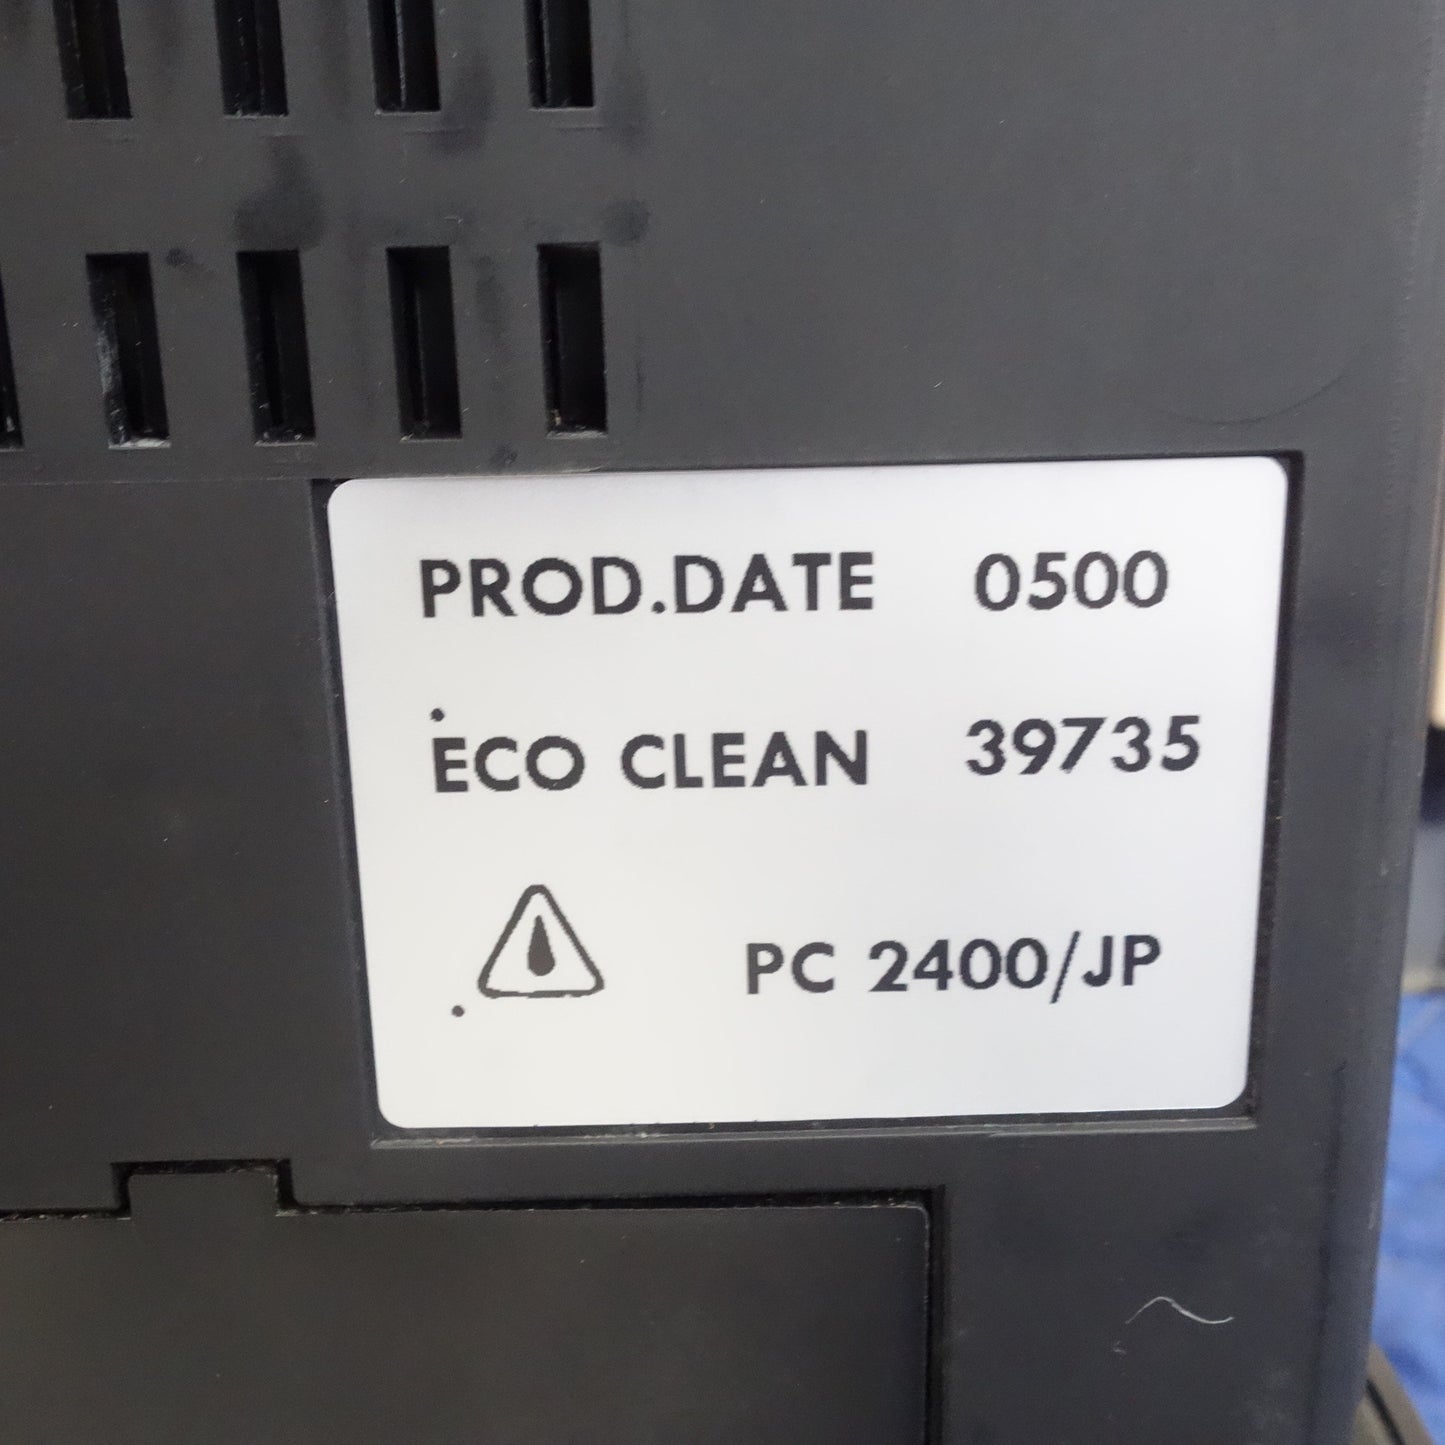 PROD.DATE 0500
ECO CLEAN 39735
PC 2400/JP